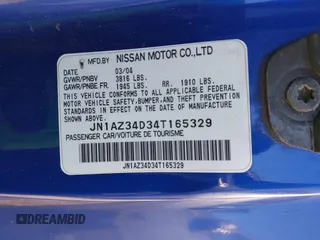 MFD.BY NISSAN MOTOR CO.,LTD
DATE 03/04
GVWR/PNBV 3816 LBS.
GAWR/PNBE FR. 1945 LBS. RR. 1910 LBS.
THIS VEHICLE CONFORMS TO ALL APPLICABLE FEDERAL
MOTOR VEHICLE SAFETY,BUMPER,AND THEFT PREVENTION
STANDARDS IN EFFECT ON THE DATE OF MANUFACTURE
SHOWN ABOVE.
JN1AZ34D34T165329
PASSENGER CAR/VOITURE DE TOURISME
JN1AZ34D34T165329
DREAMBID